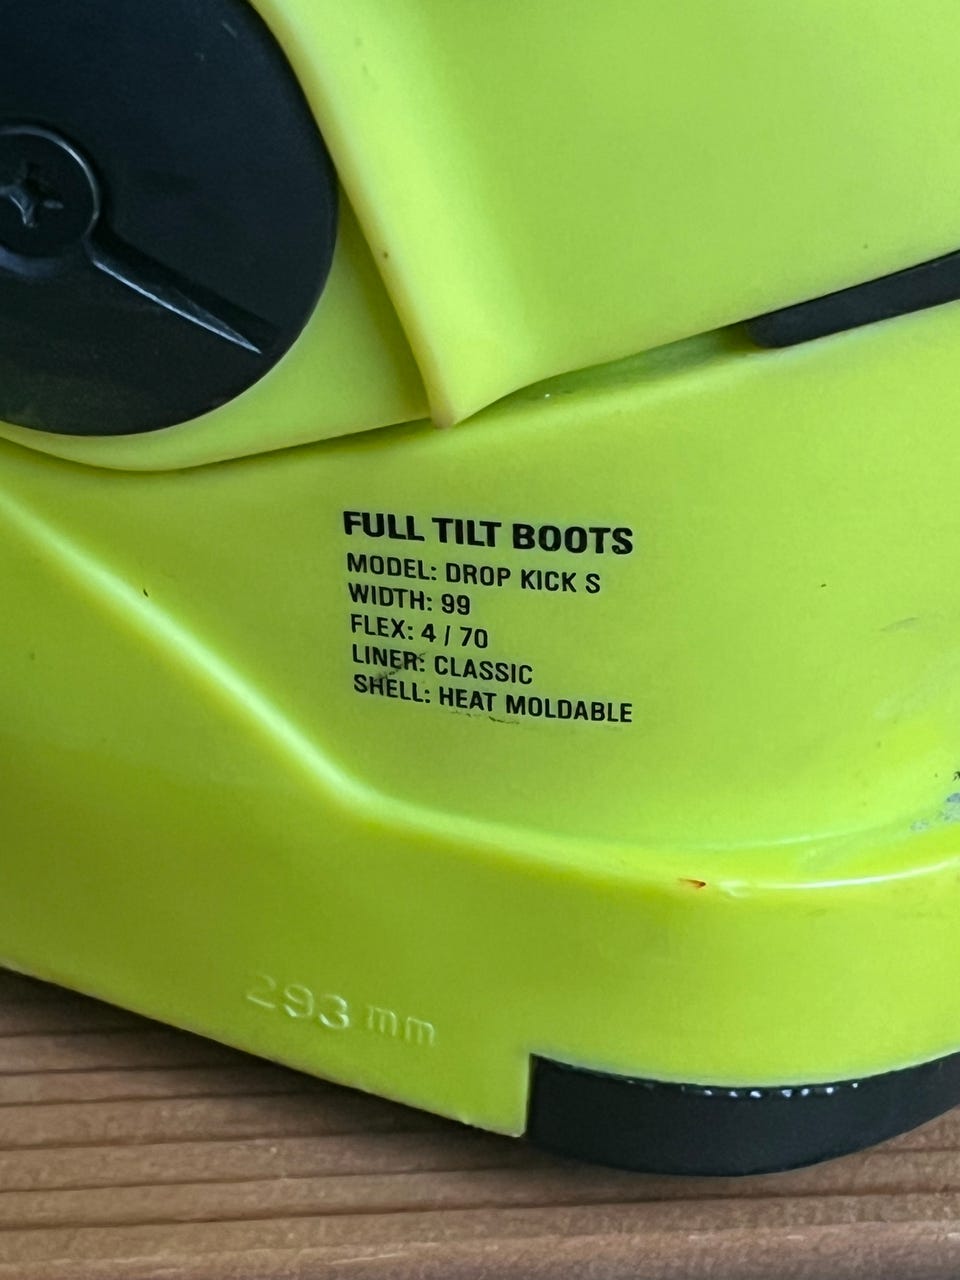 FULL TILT BOOTS
MODEL: DROP KICK S
WIDTH: 99
FLEX: 4 / 70
LINER: CLASSIC
SHELL: HEAT MOLDABLE
293 mm